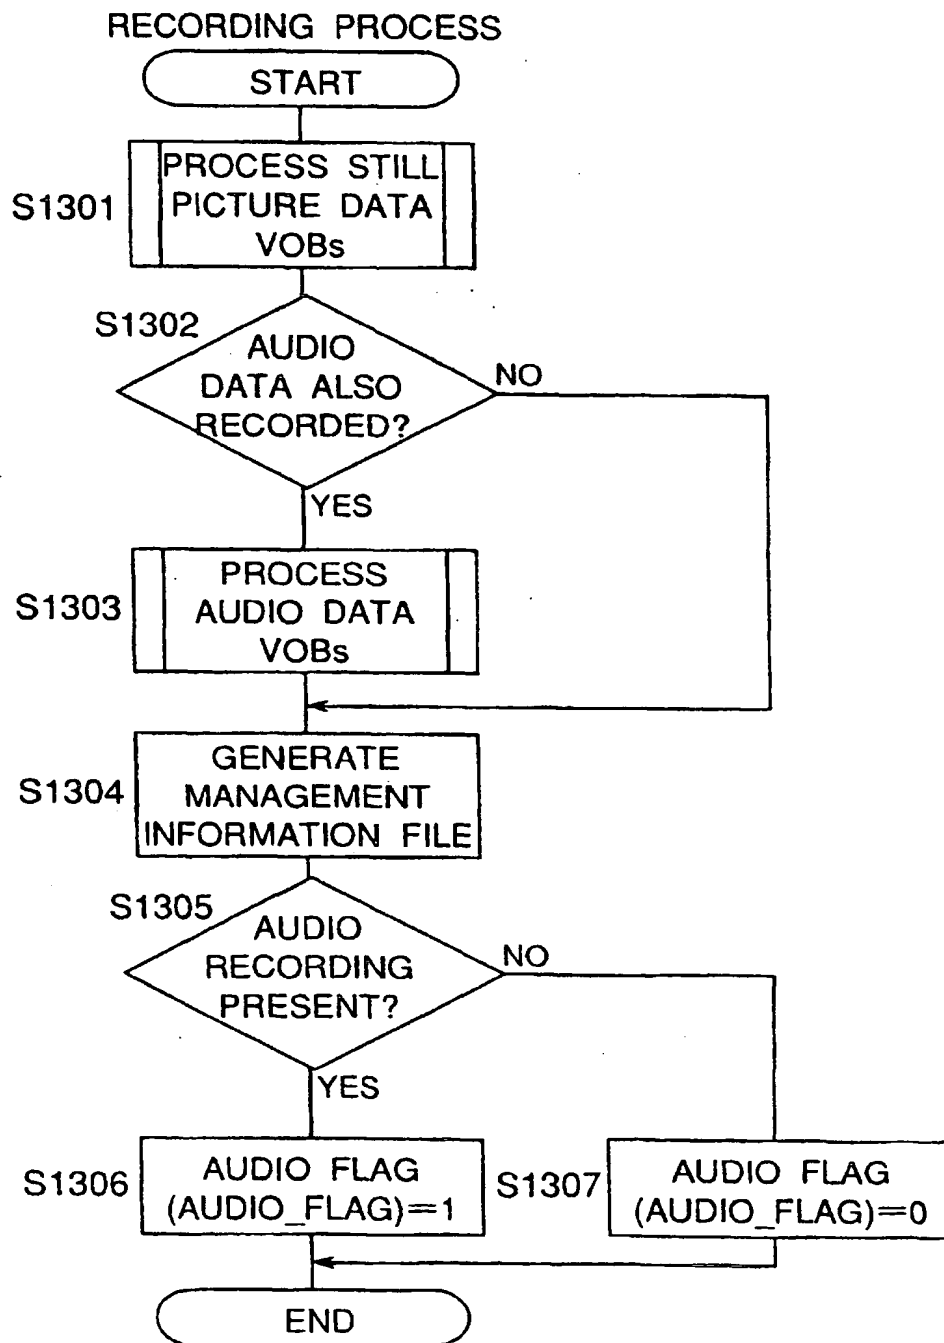 RECORDING PROCESS
START
S1301
PROCESS STILL
PICTURE DATA
VOBs
S1302
AUDIO
DATA ALSO
RECORDED?
NO
YES
S1303
PROCESS
AUDIO DATA
VOBs
S1304
GENERATE
MANAGEMENT
INFORMATION FILE
S1305
AUDIO
RECORDING
PRESENT?
NO
YES
S1306
AUDIO FLAG
(AUDIO_FLAG)=1
S1307
AUDIO FLAG
(AUDIO_FLAG)=0
END